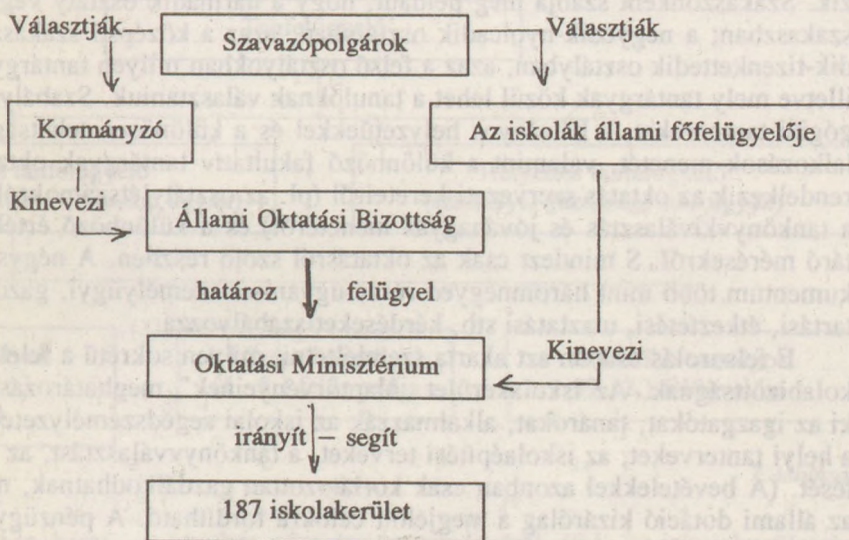 Választják
Választják
Szavazópolgárok
Kormányzó
Az iskolák állami főfelügyelője
Kinevezi
Állami Oktatási Bizottság
határoz
felügyel
Oktatási Minisztérium
Kinevezi
irányít – segít
187 iskolakerület